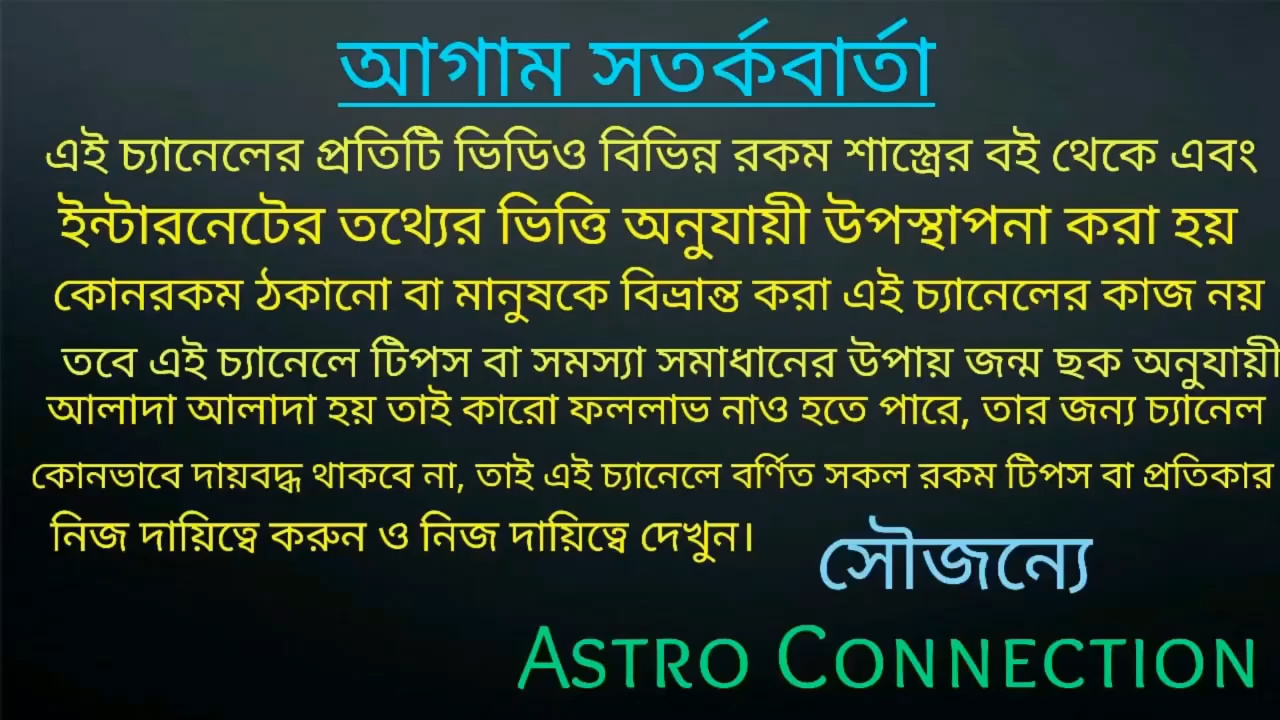 আগাম সতর্কবার্তা
এই চ্যানেলের প্রতিটি ভিডিও বিভিন্ন রকম শাস্ত্রের বই থেকে এবং
ইন্টারনেটের তথ্যের ভিত্তি অনুযায়ী উপস্থাপনা করা হয়
কোনরকম ঠকানো বা মানুষকে বিভ্রান্ত করা এই চ্যানেলের কাজ নয়
তবে এই চ্যানেলে টিপস বা সমস্যা সমাধানের উপায় জন্ম ছক অনুযায়ী
আলাদা আলাদা হয় তাই কারো ফললাভ নাও হতে পারে, তার জন্য চ্যানেল
কোনভাবে দায়বদ্ধ থাকবে না, তাই এই চ্যানেলে বর্ণিত সকল রকম টিপস বা প্রতিকার
নিজ দায়িত্বে করুন ও নিজ দায়িত্বে দেখুন।
সৌজন্যে
ASTRO CONNECTION